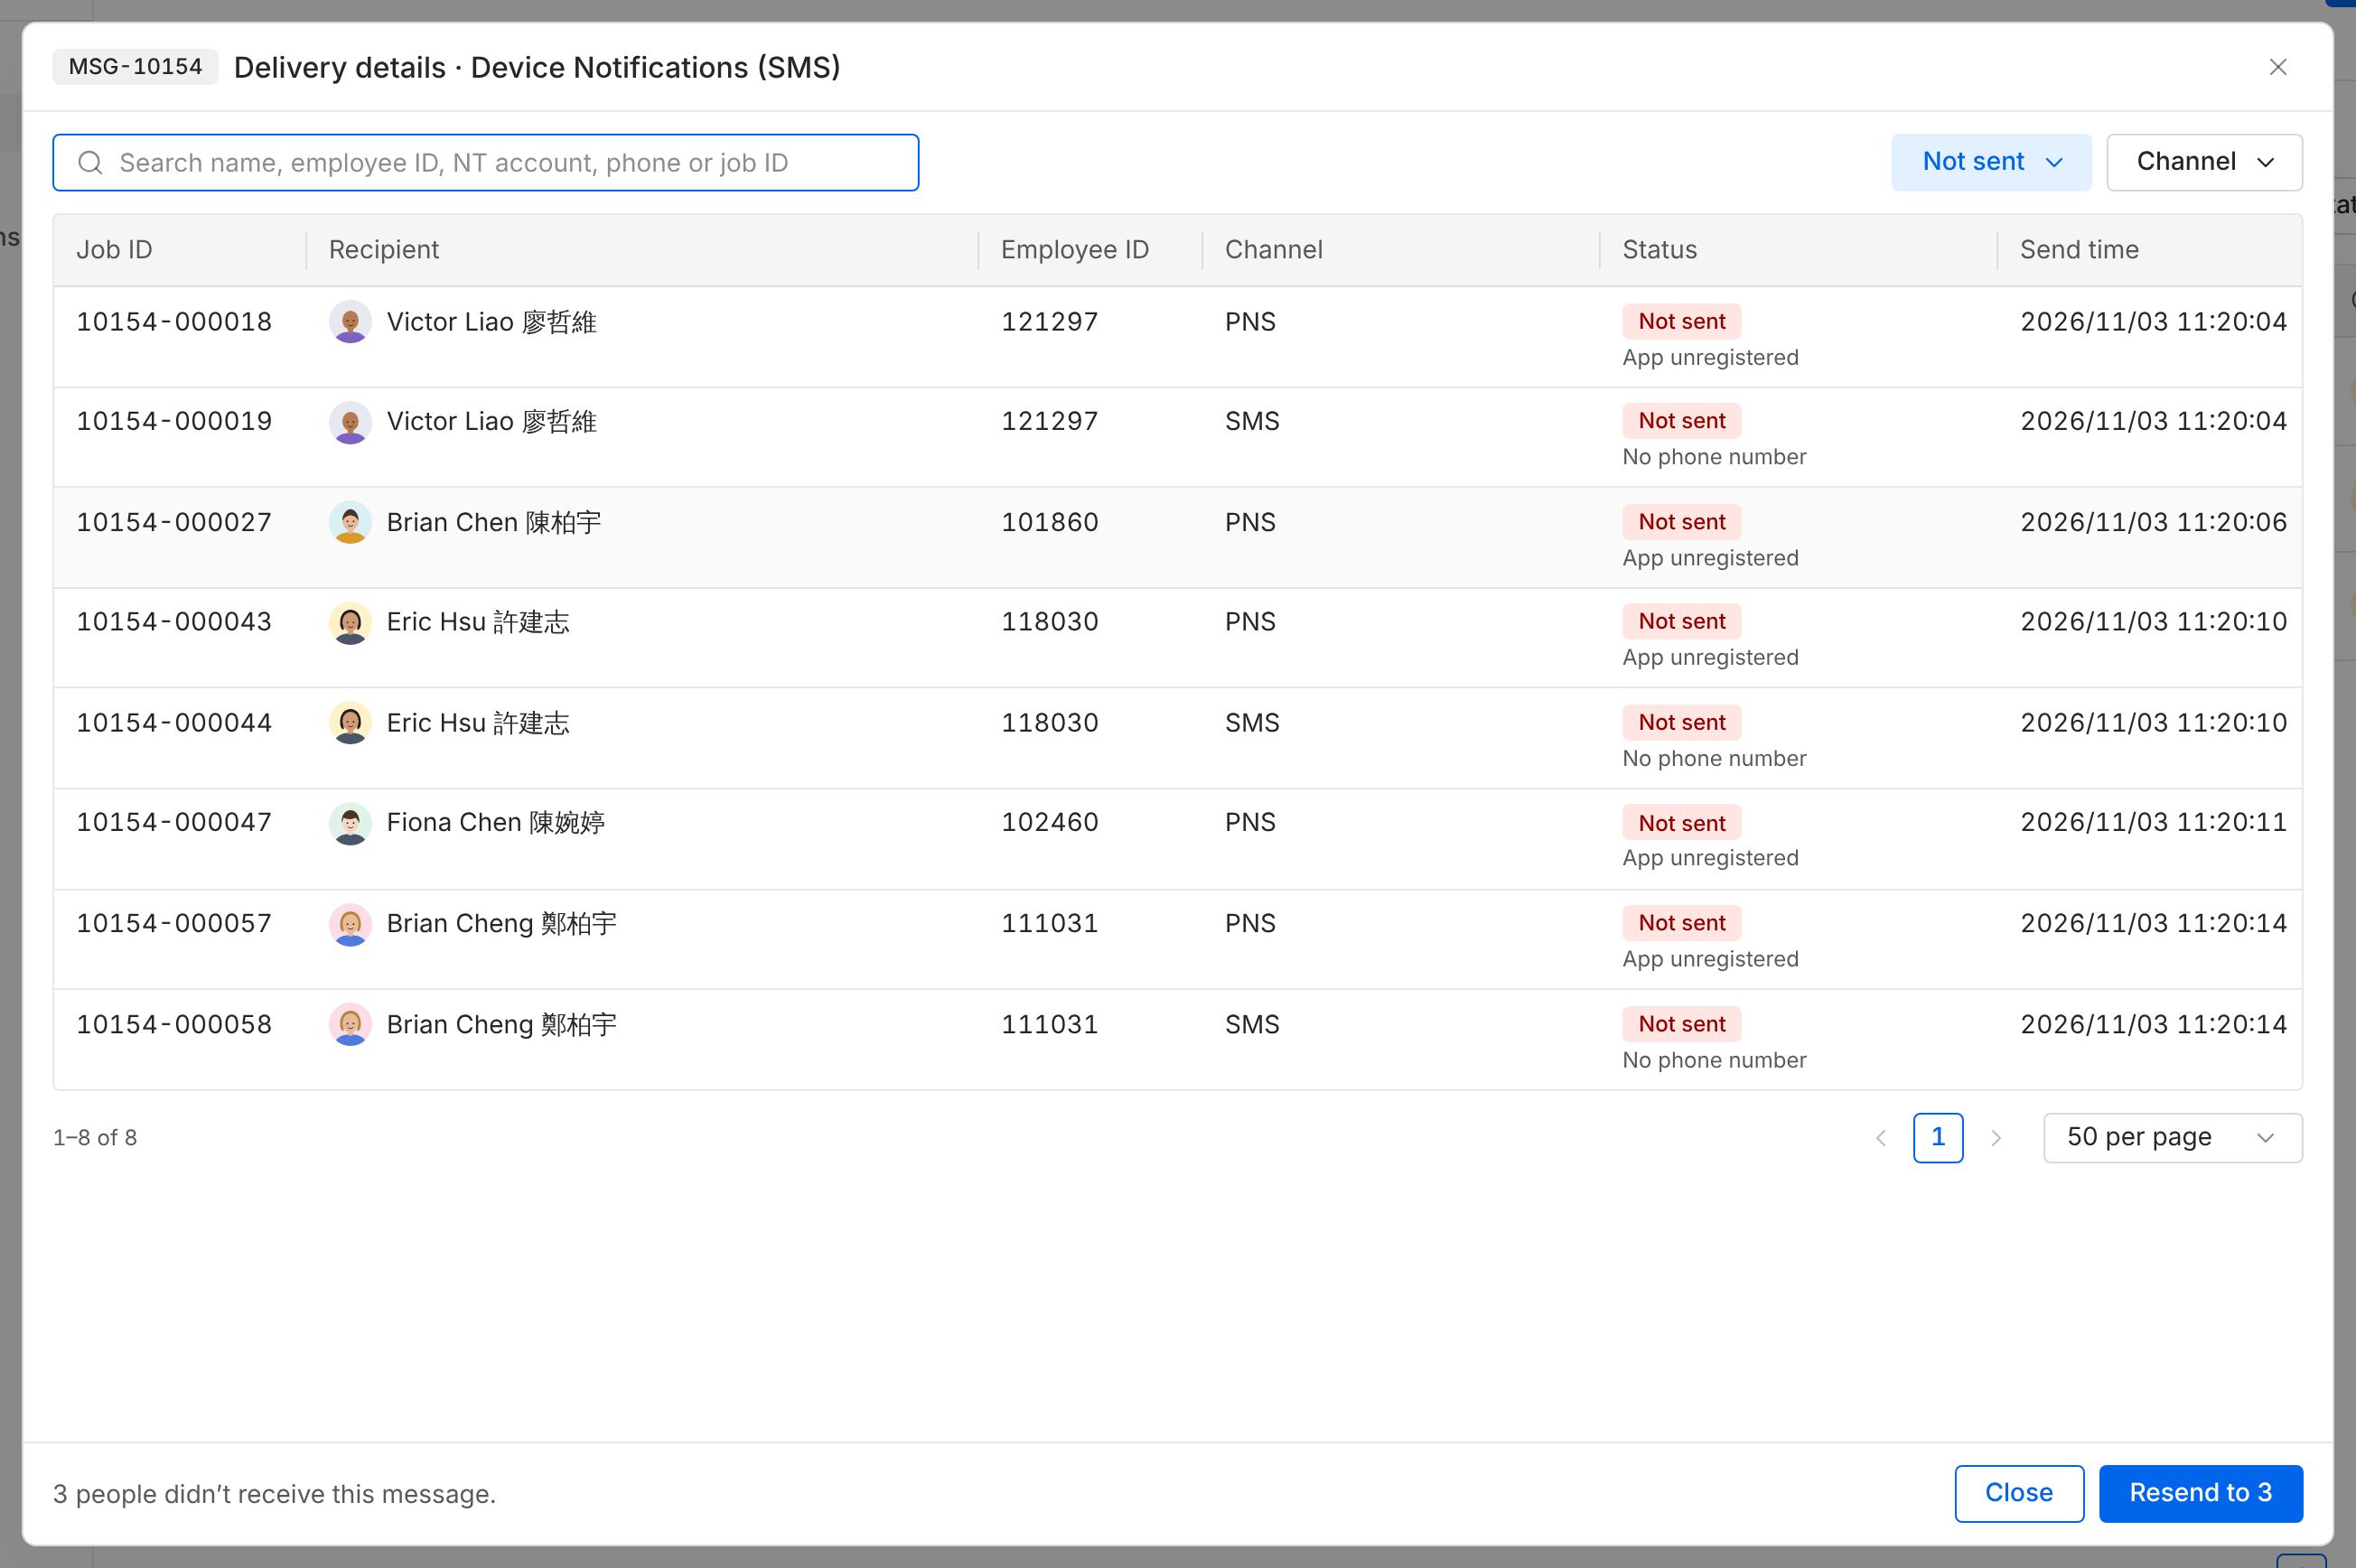 MSG-10154 Delivery details · Device Notifications (SMS)
Search name, employee ID, NT account, phone or job ID
Not sent
Channel
Job ID Recipient Employee ID Channel Status Send time
10154-000018 Victor Liao 廖哲維 121297 PNS Not sent 2026/11/03 11:20:04
App unregistered
10154-000019 Victor Liao 廖哲維 121297 SMS Not sent 2026/11/03 11:20:04
No phone number
10154-000027 Brian Chen 陳柏宇 101860 PNS Not sent 2026/11/03 11:20:06
App unregistered
10154-000043 Eric Hsu 許建志 118030 PNS Not sent 2026/11/03 11:20:10
App unregistered
10154-000044 Eric Hsu 許建志 118030 SMS Not sent 2026/11/03 11:20:10
No phone number
10154-000047 Fiona Chen 陳婉婷 102460 PNS Not sent 2026/11/03 11:20:11
App unregistered
10154-000057 Brian Cheng 鄭柏宇 111031 PNS Not sent 2026/11/03 11:20:14
App unregistered
10154-000058 Brian Cheng 鄭柏宇 111031 SMS Not sent 2026/11/03 11:20:14
No phone number
1–8 of 8
1
50 per page
3 people didn’t receive this message.
Close
Resend to 3